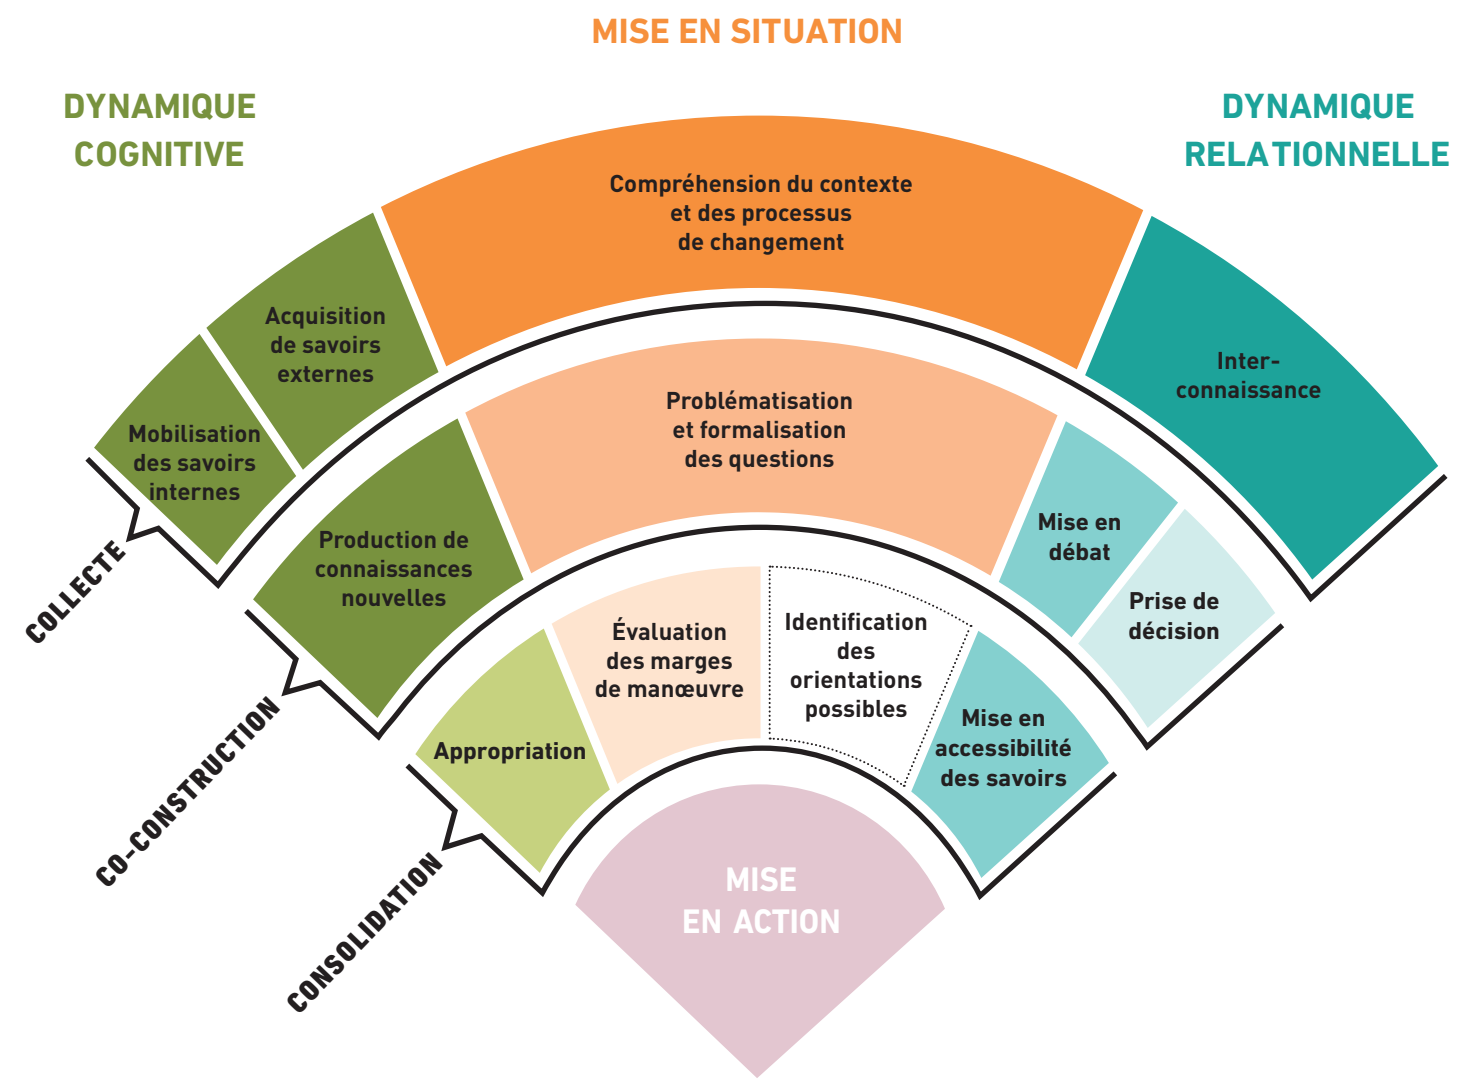 MISE EN SITUATION
DYNAMIQUE
COGNITIVE
DYNAMIQUE
RELATIONNELLE
Compréhension du contexte
et des processus
de changement
Acquisition
de savoirs
externes
Mobilisation
des savoirs
internes
Inter-
connaissance
COLLECTE
Problématisation
et formalisation
des questions
Production de
connaissances
nouvelles
Mise en
débat
Prise de
décision
CO-CONSTRUCTION
Appropriation
Évaluation
des marges
de manœuvre
Identification
des
orientations
possibles
Mise en
accessibilité
des savoirs
CONSOLIDATION
MISE
EN ACTION